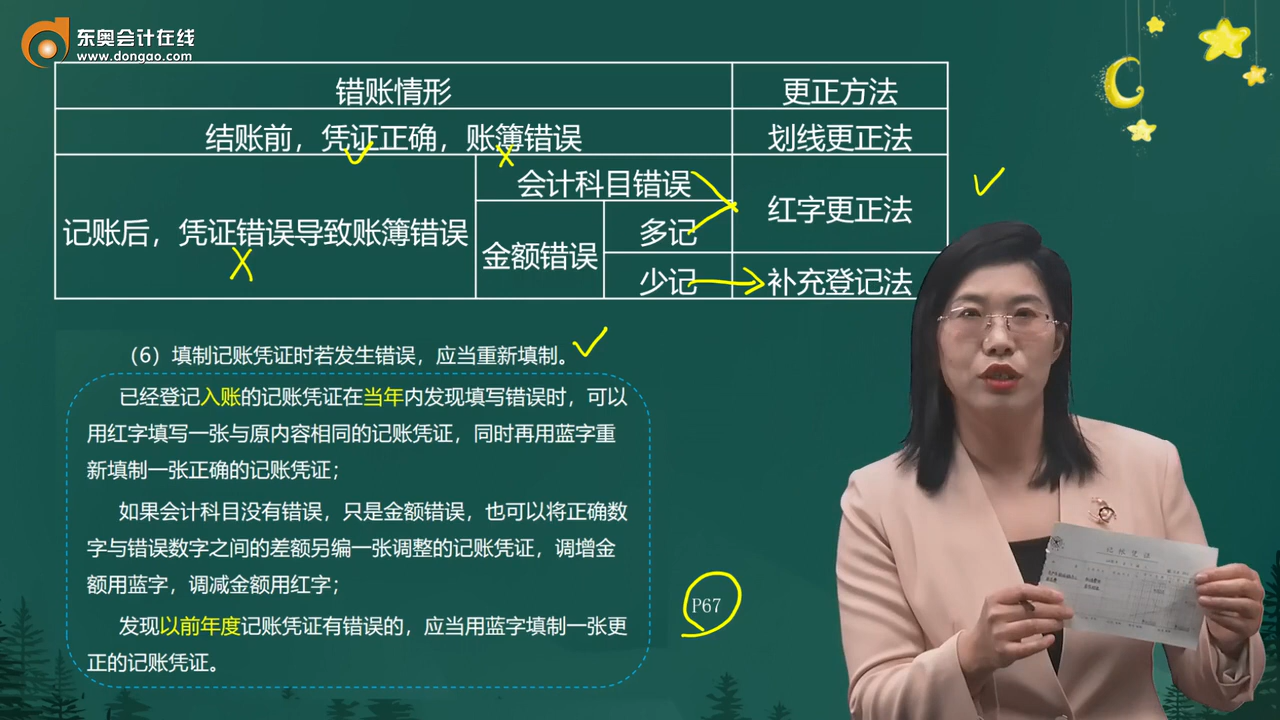 东奥会计在线
www.dongao.com
错账情形 更正方法
结账前，凭证正确，账簿错误 划线更正法
记账后，凭证错误导致账簿错误 会计科目错误 红字更正法
金额错误 多记
少记 补充登记法
（6）填制记账凭证时若发生错误，应当重新填制。
已经登记入账的记账凭证在当年内发现填写错误时，可以
用红字填写一张与原内容相同的记账凭证，同时再用蓝字重
新填制一张正确的记账凭证；
如果会计科目没有错误，只是金额错误，也可以将正确数
字与错误数字之间的差额另编一张调整的记账凭证，调增金
额用蓝字，调减金额用红字；
发现以前年度记账凭证有错误的，应当用蓝字填制一张更
正的记账凭证。
P67
记账凭证